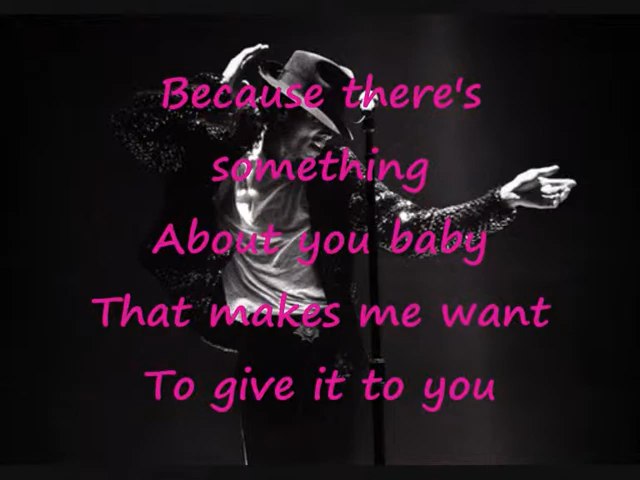 Because there's
something
About you baby
That makes me want
To give it to you